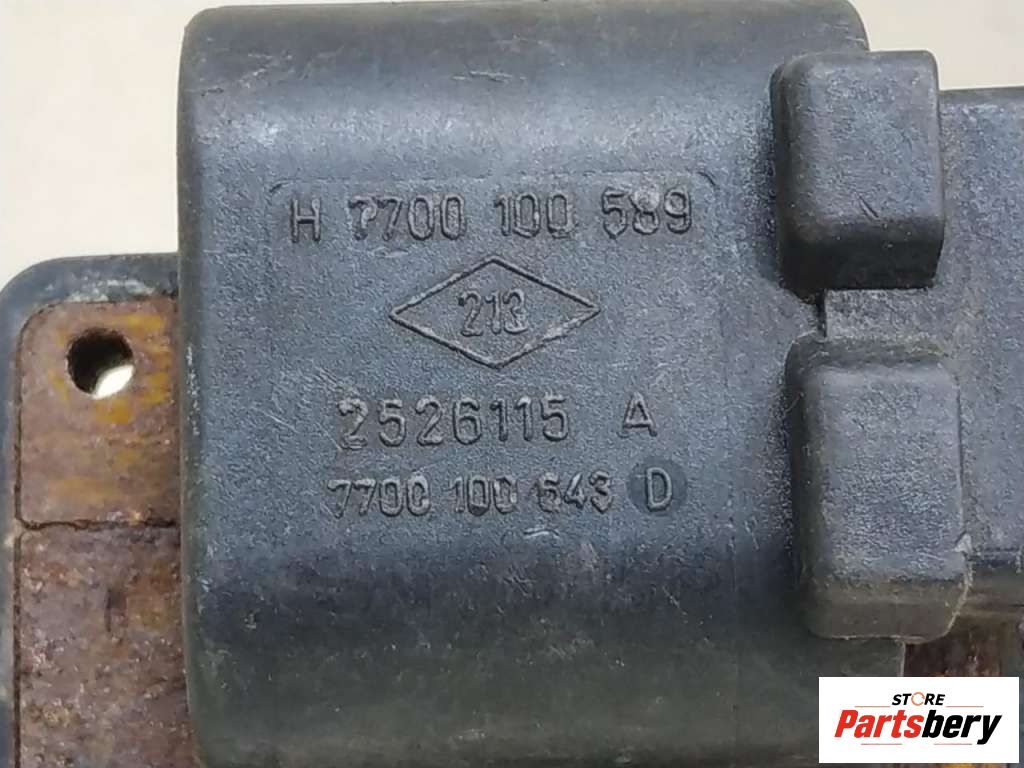 H 7700 100 589
213
2526115 A
7700 100 643 D
STORE
Partsbery